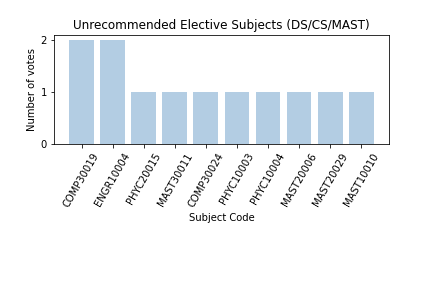 Unrecommended Elective Subjects (DS/CS/MAST)
Number of votes
2
1
0
COMP30019
ENGR10004
PHYC20015
MAST30011
COMP30024
PHYC10003
PHYC10004
MAST20006
MAST20029
MAST10010
Subject Code